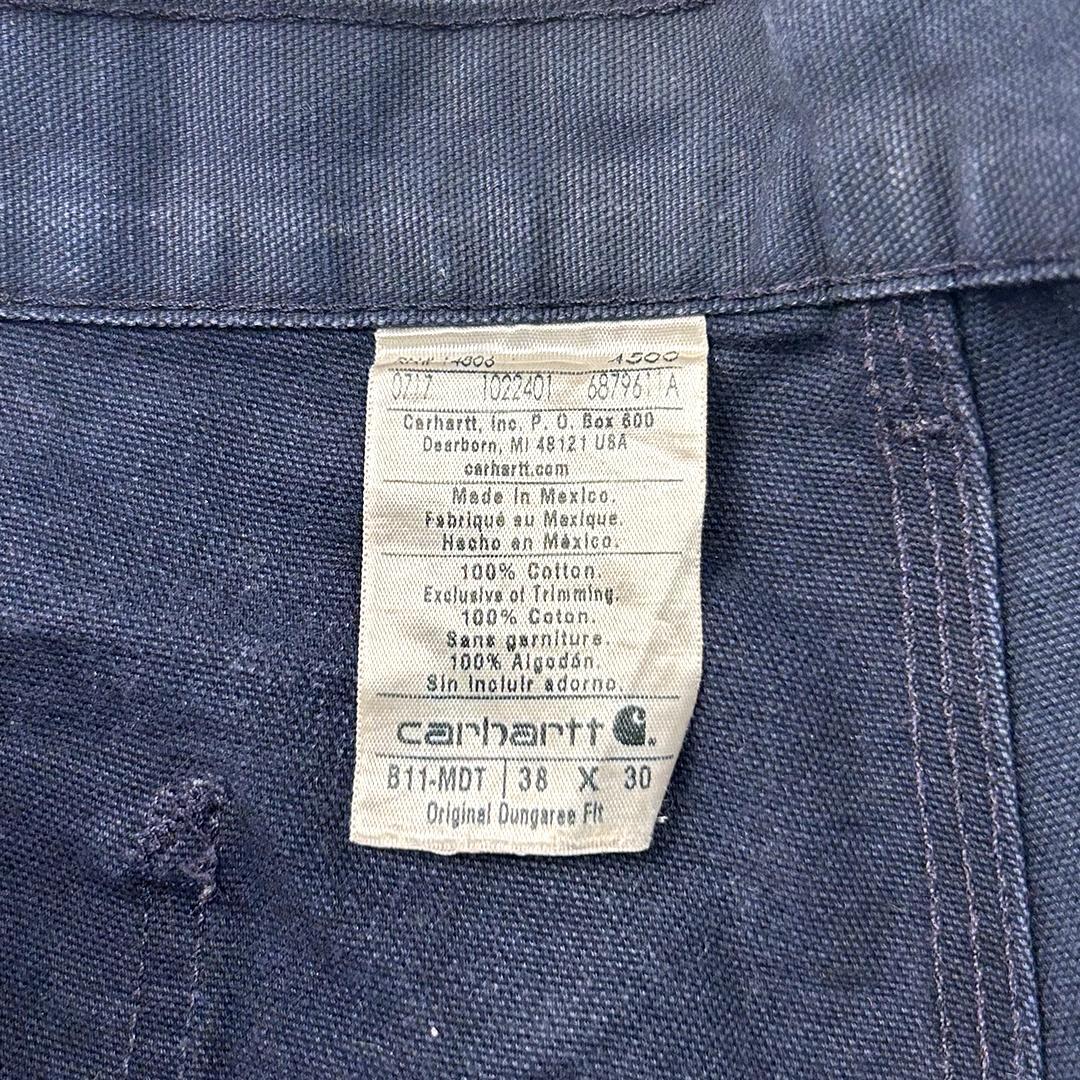 1500
1022401
Carhartt, Inc. P. O. Box 600
Dearborn, MI 48121 USA
carhartt.com
Made in Mexico.
Fabriqué au Mexique.
Hecho en México.
100% Cotton.
Exclusive of Trimming.
100% Coton.
Sans garniture.
100% Algodón.
Sin Incluir adorno.
carhartt
B11-MDT 38 X 30
Original Dungaree Fit